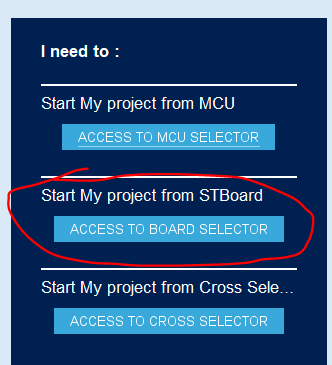 I need to :
Start My project from MCU
ACCESS TO MCU SELECTOR
Start My project from STBoard
ACCESS TO BOARD SELECTOR
Start My project from Cross Sele...
ACCESS TO CROSS SELECTOR